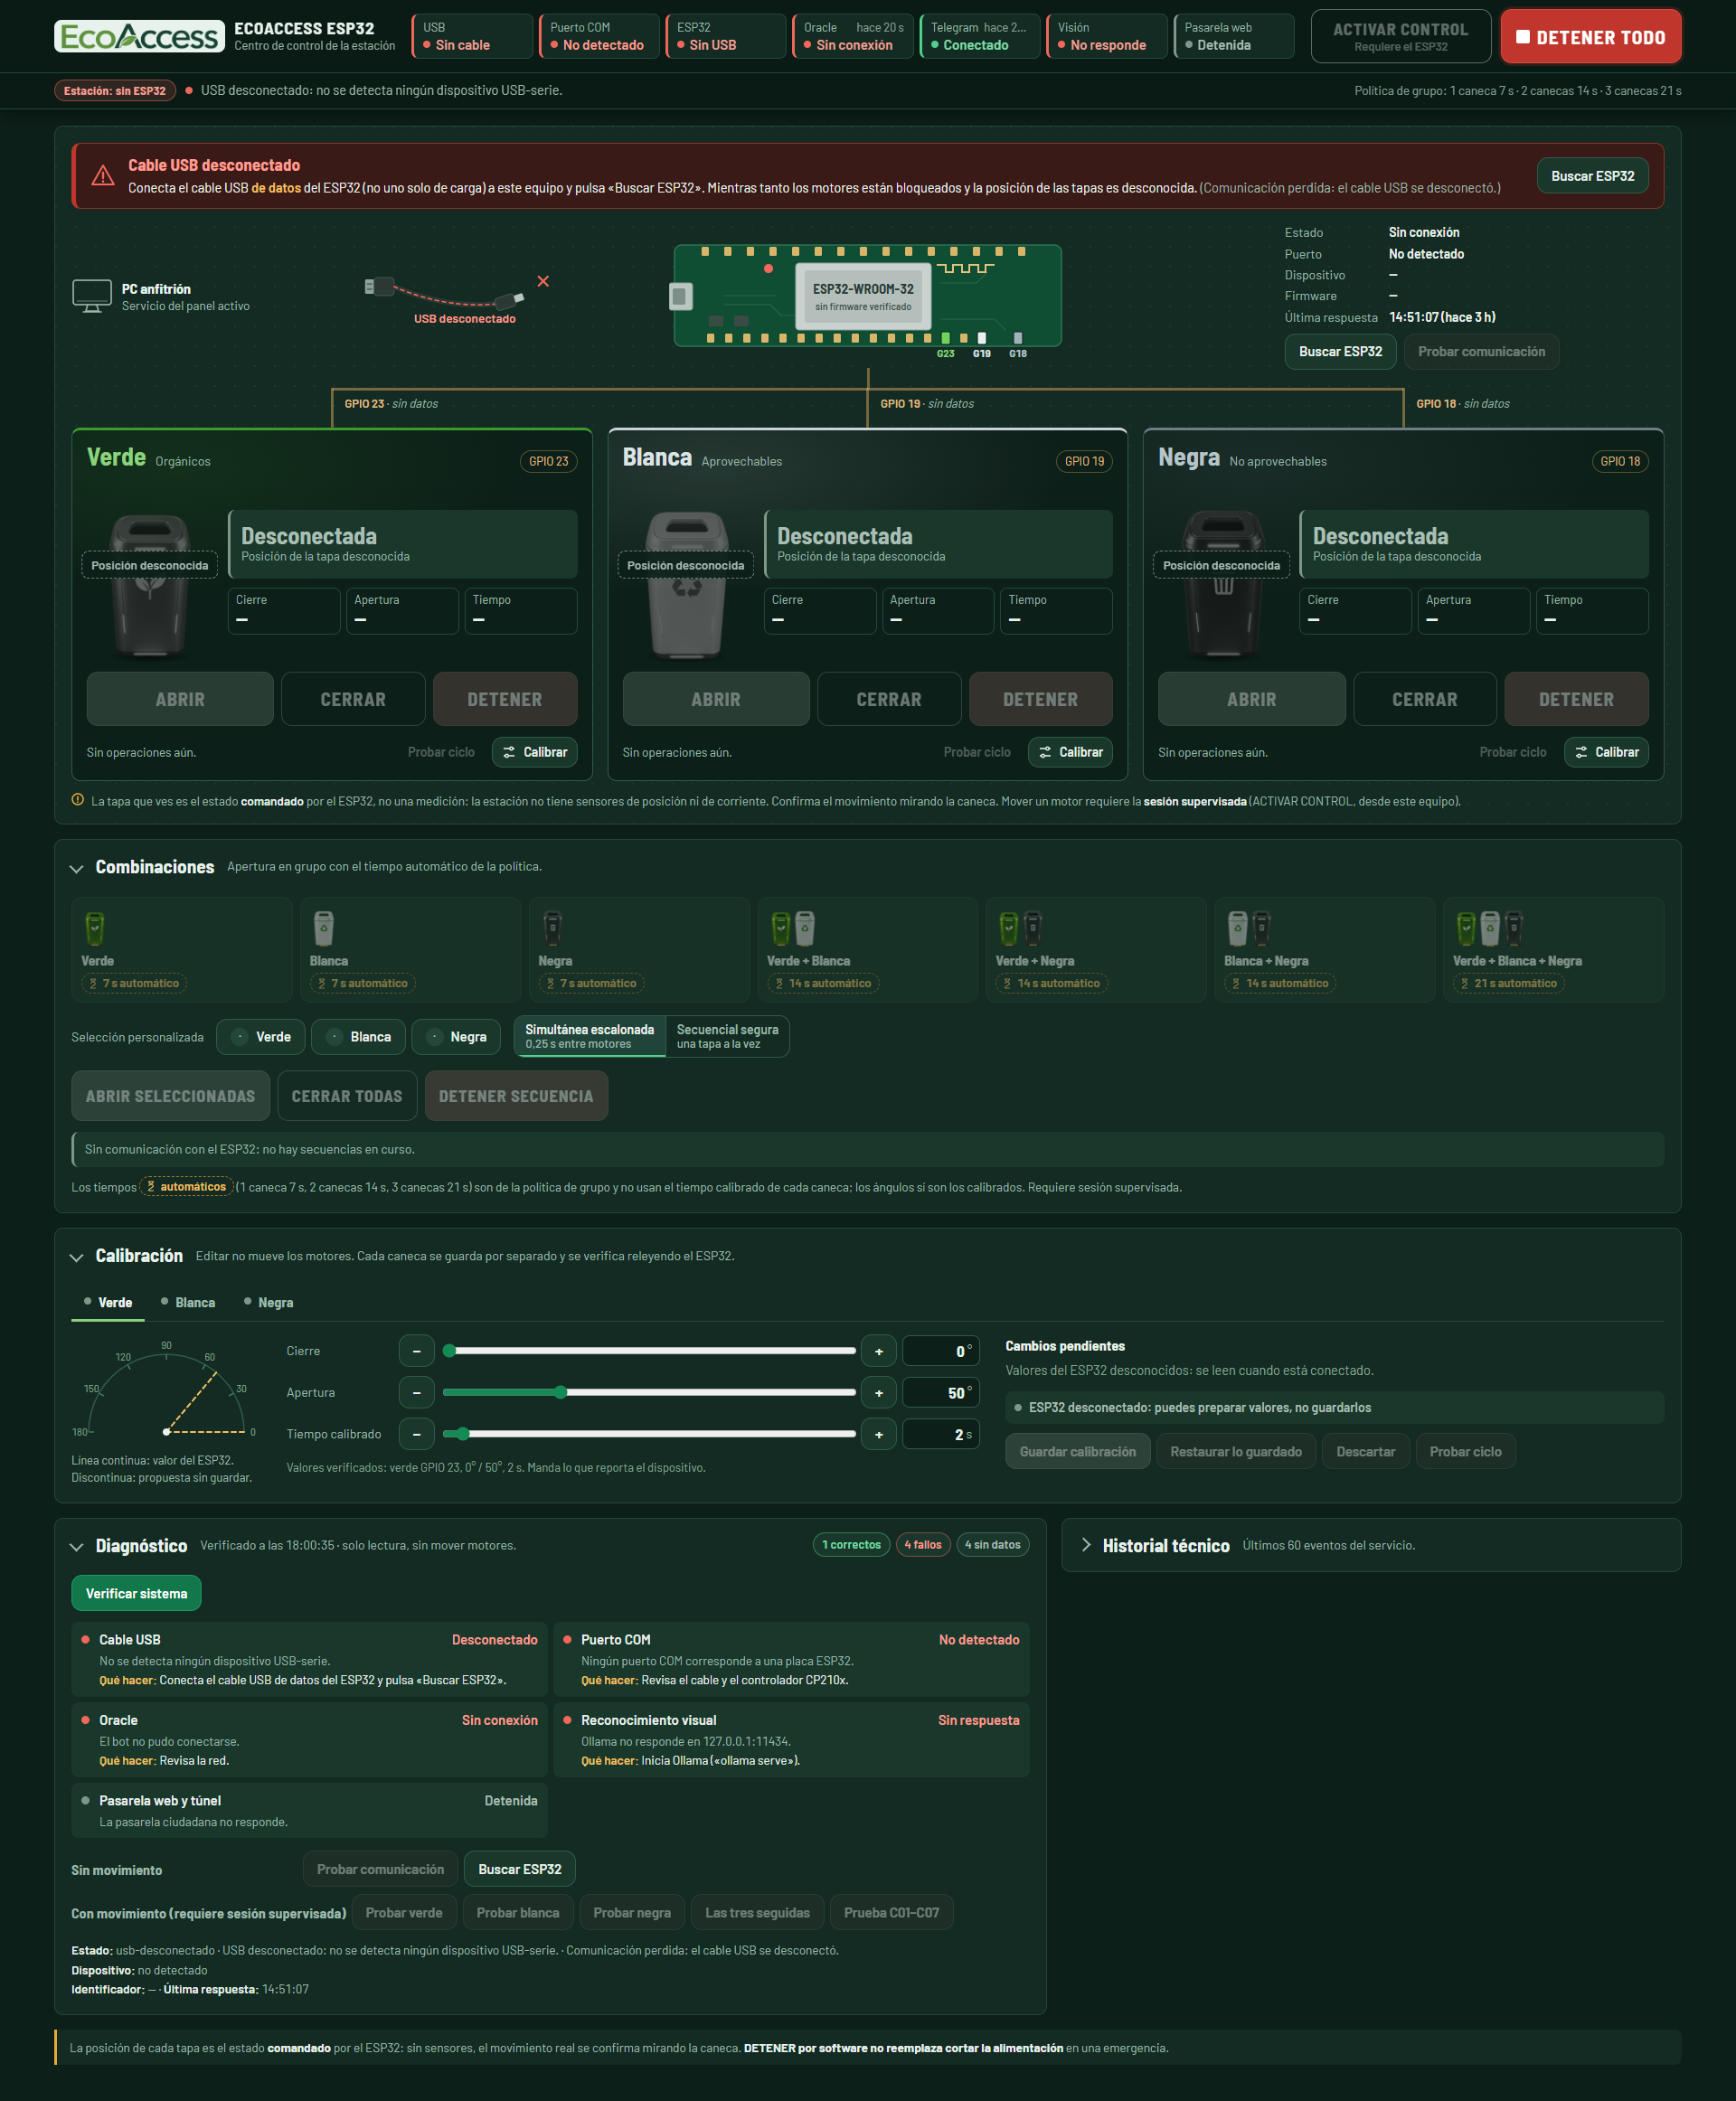 EcoAccess
ECOACCESS ESP32
Centro de control de la estación
USB
Sin cable
Puerto COM
No detectado
ESP32
Sin USB
Oracle hace 20 s
Sin conexión
Telegram hace 2...
Conectado
Visión
No responde
Pasarela web
Detenida
ACTIVAR CONTROL
Requiere el ESP32
DETENER TODO
Estación: sin ESP32
USB desconectado: no se detecta ningún dispositivo USB-serie.
Política de grupo: 1 caneca 7 s · 2 canecas 14 s · 3 canecas 21 s
Cable USB desconectado
Conecta el cable USB de datos del ESP32 (no uno solo de carga) a este equipo y pulsa «Buscar ESP32». Mientras tanto los motores están bloqueados y la posición de las tapas es desconocida. (Comunicación perdida: el cable USB se desconectó.)
Buscar ESP32
PC anfitrión
Servicio del panel activo
USB desconectado
ESP32-WROOM-32
sin firmware verificado
G23 G19 G18
Estado Sin conexión
Puerto No detectado
Dispositivo —
Firmware —
Última respuesta 14:51:07 (hace 3 h)
Buscar ESP32
Probar comunicación
GPIO 23 · sin datos
GPIO 19 · sin datos
GPIO 18 · sin datos
Verde Orgánicos
GPIO 23
Posición desconocida
Desconectada
Posición de la tapa desconocida
Cierre
—
Apertura
—
Tiempo
—
ABRIR
CERRAR
DETENER
Sin operaciones aún.
Probar ciclo
Calibrar
Blanca Aprovechables
GPIO 19
Posición desconocida
Desconectada
Posición de la tapa desconocida
Cierre
—
Apertura
—
Tiempo
—
ABRIR
CERRAR
DETENER
Sin operaciones aún.
Probar ciclo
Calibrar
Negra No aprovechables
GPIO 18
Posición desconocida
Desconectada
Posición de la tapa desconocida
Cierre
—
Apertura
—
Tiempo
—
ABRIR
CERRAR
DETENER
Sin operaciones aún.
Probar ciclo
Calibrar
La tapa que ves es el estado comandado por el ESP32, no una medición: la estación no tiene sensores de posición ni de corriente. Confirma el movimiento mirando la caneca. Mover un motor requiere la sesión supervisada (ACTIVAR CONTROL, desde este equipo).
Combinaciones Apertura en grupo con el tiempo automático de la política.
Verde
7 s automático
Blanca
7 s automático
Negra
7 s automático
Verde + Blanca
14 s automático
Verde + Negra
14 s automático
Blanca + Negra
14 s automático
Verde + Blanca + Negra
21 s automático
Selección personalizada
Verde
Blanca
Negra
Simultánea escalonada
0,25 s entre motores
Secuencial segura
una tapa a la vez
ABRIR SELECCIONADAS
CERRAR TODAS
DETENER SECUENCIA
Sin comunicación con el ESP32: no hay secuencias en curso.
Los tiempos automáticos (1 caneca 7 s, 2 canecas 14 s, 3 canecas 21 s) son de la política de grupo y no usan el tiempo calibrado de cada caneca; los ángulos sí son los calibrados. Requiere sesión supervisada.
Calibración Editar no mueve los motores. Cada caneca se guarda por separado y se verifica releyendo el ESP32.
Verde
Blanca
Negra
0
30
60
90
120
150
180
Línea continua: valor del ESP32.
Discontinua: propuesta sin guardar.
Cierre − + 0 °
Apertura − + 50 °
Tiempo calibrado − + 2 s
Valores verificados: verde GPIO 23, 0° / 50°, 2 s. Manda lo que reporta el dispositivo.
Cambios pendientes
Valores del ESP32 desconocidos: se leen cuando está conectado.
ESP32 desconectado: puedes preparar valores, no guardarlos
Guardar calibración
Restaurar lo guardado
Descartar
Probar ciclo
Diagnóstico Verificado a las 18:00:35 · solo lectura, sin mover motores.
1 correctos
4 fallos
4 sin datos
Verificar sistema
Cable USB Desconectado
No se detecta ningún dispositivo USB-serie.
Qué hacer: Conecta el cable USB de datos del ESP32 y pulsa «Buscar ESP32».
Puerto COM No detectado
Ningún puerto COM corresponde a una placa ESP32.
Qué hacer: Revisa el cable y el controlador CP210x.
Oracle Sin conexión
El bot no pudo conectarse.
Qué hacer: Revisa la red.
Reconocimiento visual Sin respuesta
Ollama no responde en 127.0.0.1:11434.
Qué hacer: Inicia Ollama («ollama serve»).
Pasarela web y túnel Detenida
La pasarela ciudadana no responde.
Sin movimiento
Probar comunicación
Buscar ESP32
Con movimiento (requiere sesión supervisada)
Probar verde
Probar blanca
Probar negra
Las tres seguidas
Prueba C01–C07
Estado: usb-desconectado · USB desconectado: no se detecta ningún dispositivo USB-serie. · Comunicación perdida: el cable USB se desconectó.
Dispositivo: no detectado
Identificador: — · Última respuesta: 14:51:07
Historial técnico Últimos 60 eventos del servicio.
La posición de cada tapa es el estado comandado por el ESP32: sin sensores, el movimiento real se confirma mirando la caneca. DETENER por software no reemplaza cortar la alimentación en una emergencia.